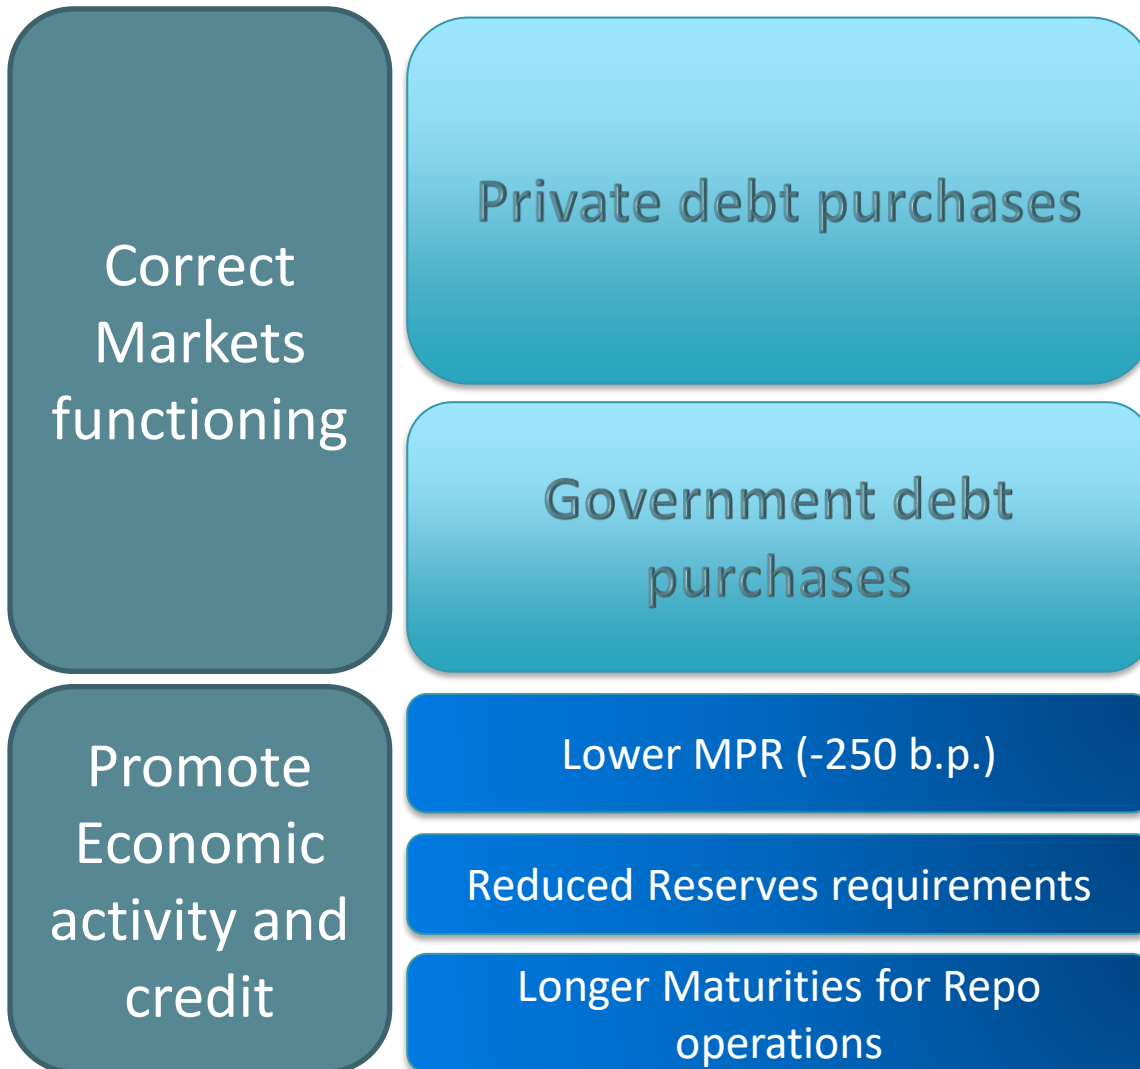 Correct
Markets
functioning
Private debt purchases
Government debt
purchases
Promote
Economic
activity and
credit
Lower MPR (-250 b.p.)
Reduced Reserves requirements
Longer Maturities for Repo
operations